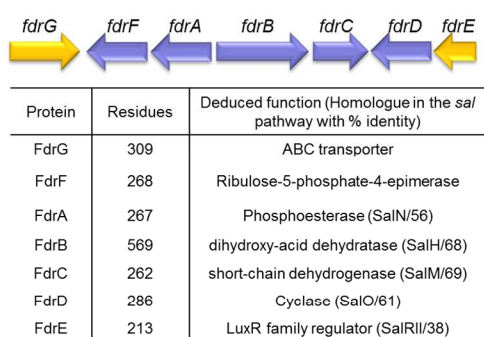 fdrG fdrF fdrA fdrB fdrC fdrD fdrE
Protein Residues Deduced function (Homologue in the sal pathway with % identity)
FdrG 309 ABC transporter
FdrF 268 Ribulose-5-phosphate-4-epimerase
FdrA 267 Phosphoesterase (SalN/56)
FdrB 569 dihydroxy-acid dehydratase (SalH/68)
FdrC 262 short-chain dehydrogenase (SalM/69)
FdrD 286 Cyclase (SalO/61)
FdrE 213 LuxR family regulator (SalRII/38)